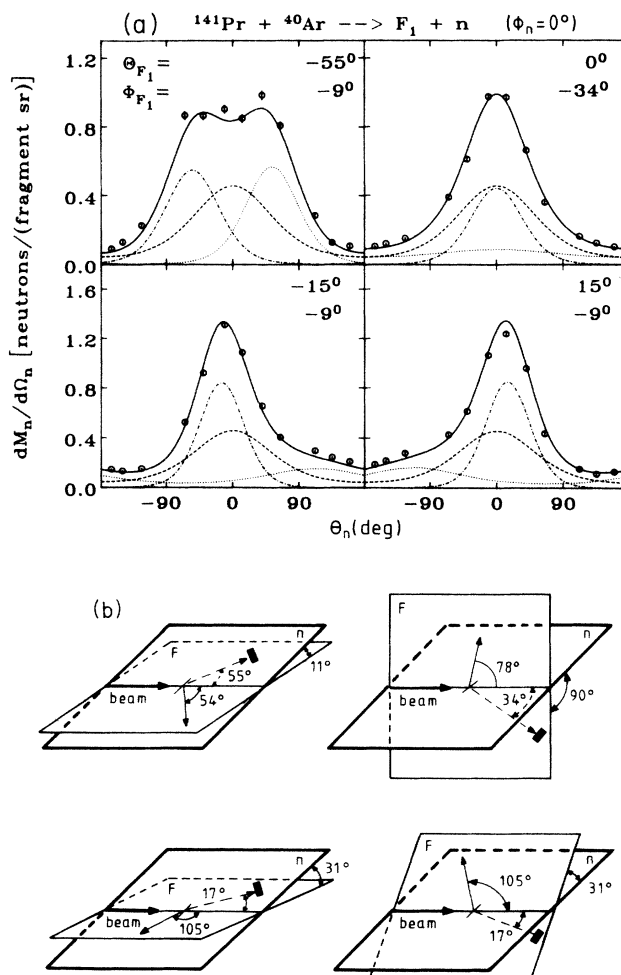 (a) ¹⁴¹Pr + ⁴⁰Ar --> F₁ + n (Φₙ=0°)
Θ_F₁ = -55°
Φ_F₁ = -9°
0°
-34°
-15°
-9°
15°
-9°
1.2
0.8
0.4
0.0
1.6
1.2
0.8
0.4
0.0
dMₙ/dΩₙ [neutrons/(fragment sr)]
-90 0 90 -90 0 90
θₙ(deg)
(b)
F
n
55°
11°
beam
54°
F
n
78°
beam
34°
90°
n
31°
F
17°
beam
105°
F
n
105°
31°
beam
17°